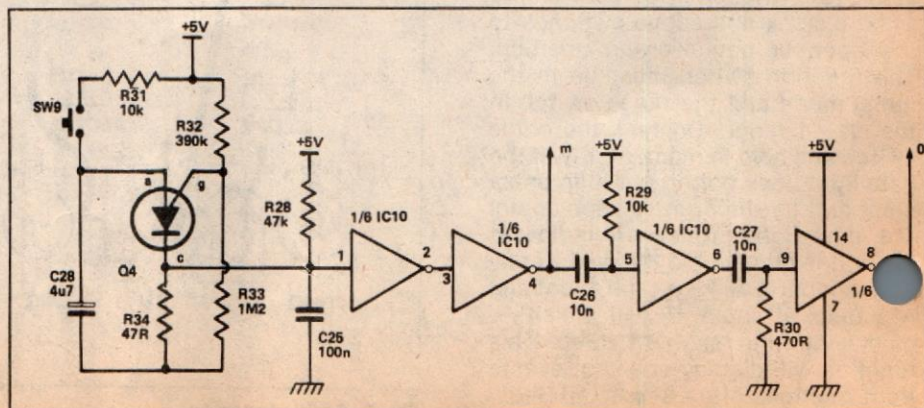 +5V
R31
10k
SW9
R32
390k
a
g
Q4
c
C28
4u7
R34
47R
R33
1M2
+5V
R28
47k
C25
100n
1/6 IC10
1
2
1/6
IC10
3
4
m
C26
10n
+5V
R29
10k
1/6 IC10
5
6
C27
10n
R30
470R
+5V
14
9
8
7
1/6